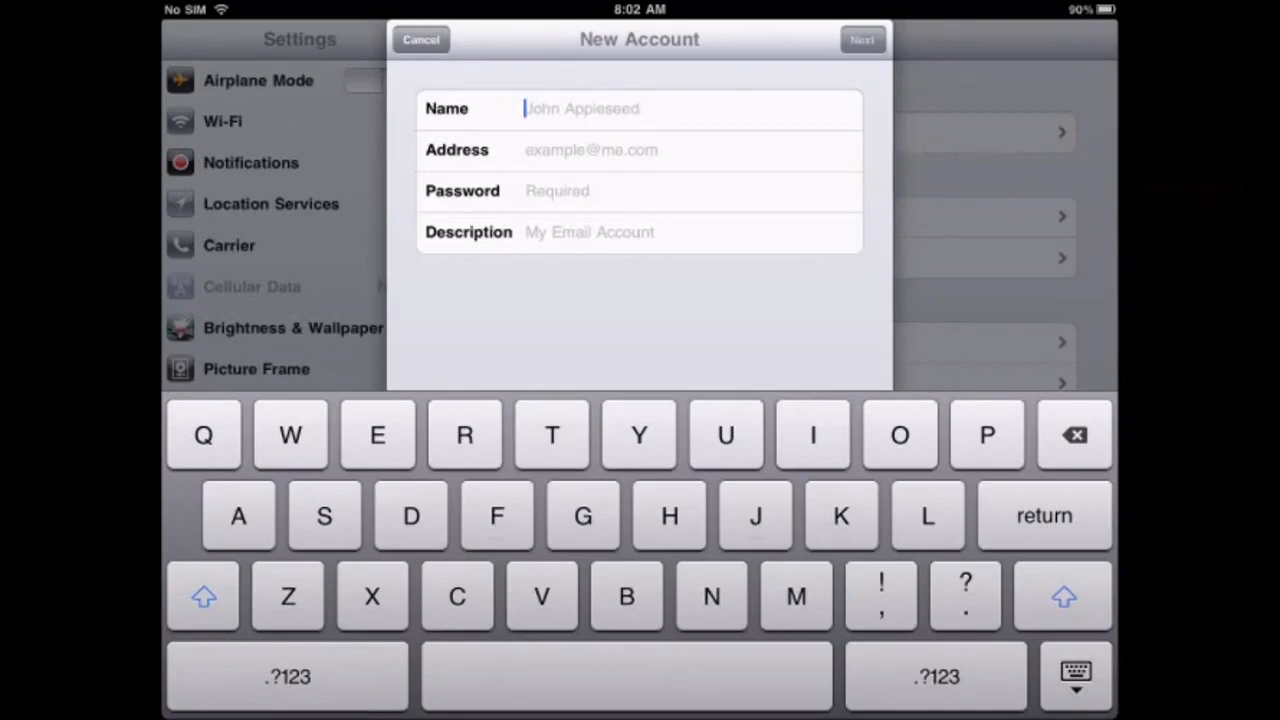 No SIM 8:02 AM 90%
Settings
Cancel New Account Next
Airplane Mode
Wi-Fi
Notifications
Location Services
Carrier
Cellular Data
Brightness & Wallpaper
Picture Frame
Name John Appleseed
Address example@me.com
Password Required
Description My Email Account
Q W E R T Y U I O P
A S D F G H J K L return
Z X C V B N M ! , ? .
.?123 .?123